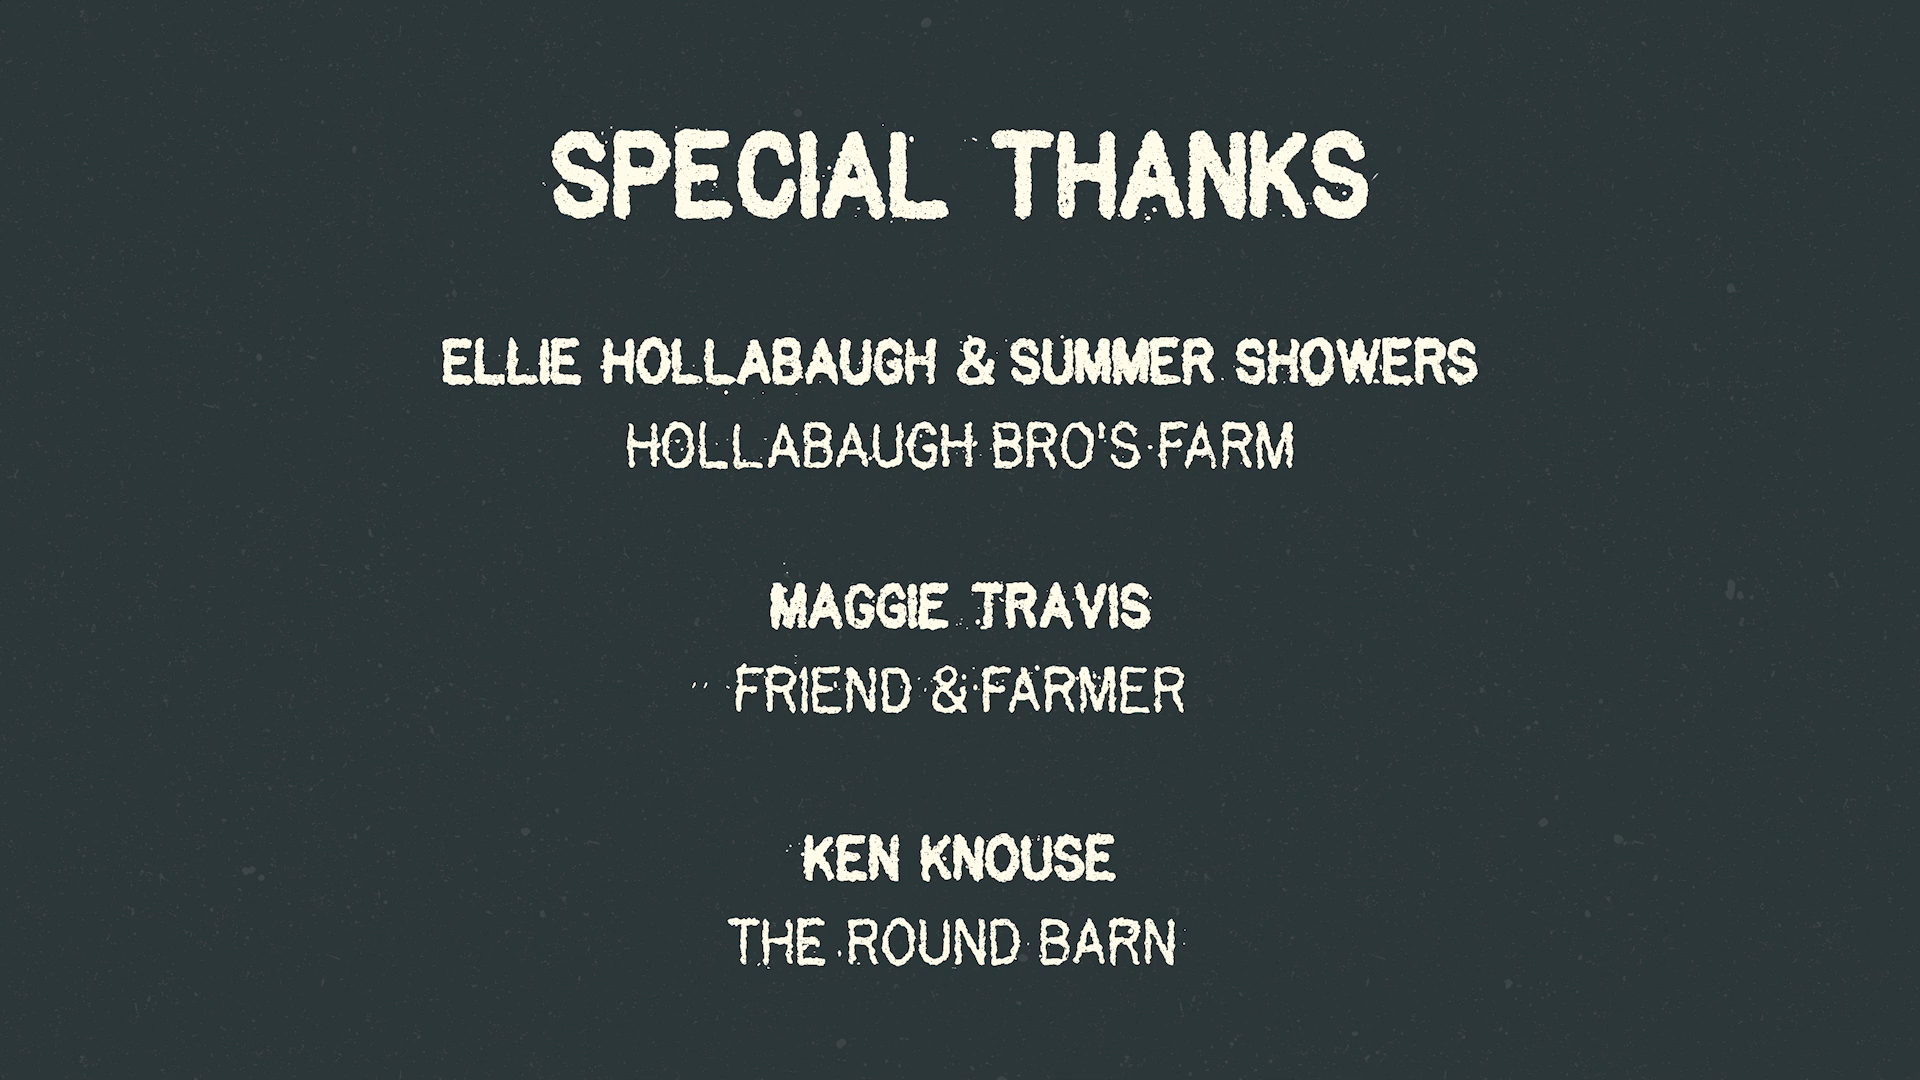 SPECIAL THANKS
ELLIE HOLLABAUGH & SUMMER SHOWERS
HOLLABAUGH BRO'S FARM
MAGGIE TRAVIS
FRIEND & FARMER
KEN KNOUSE
THE ROUND BARN